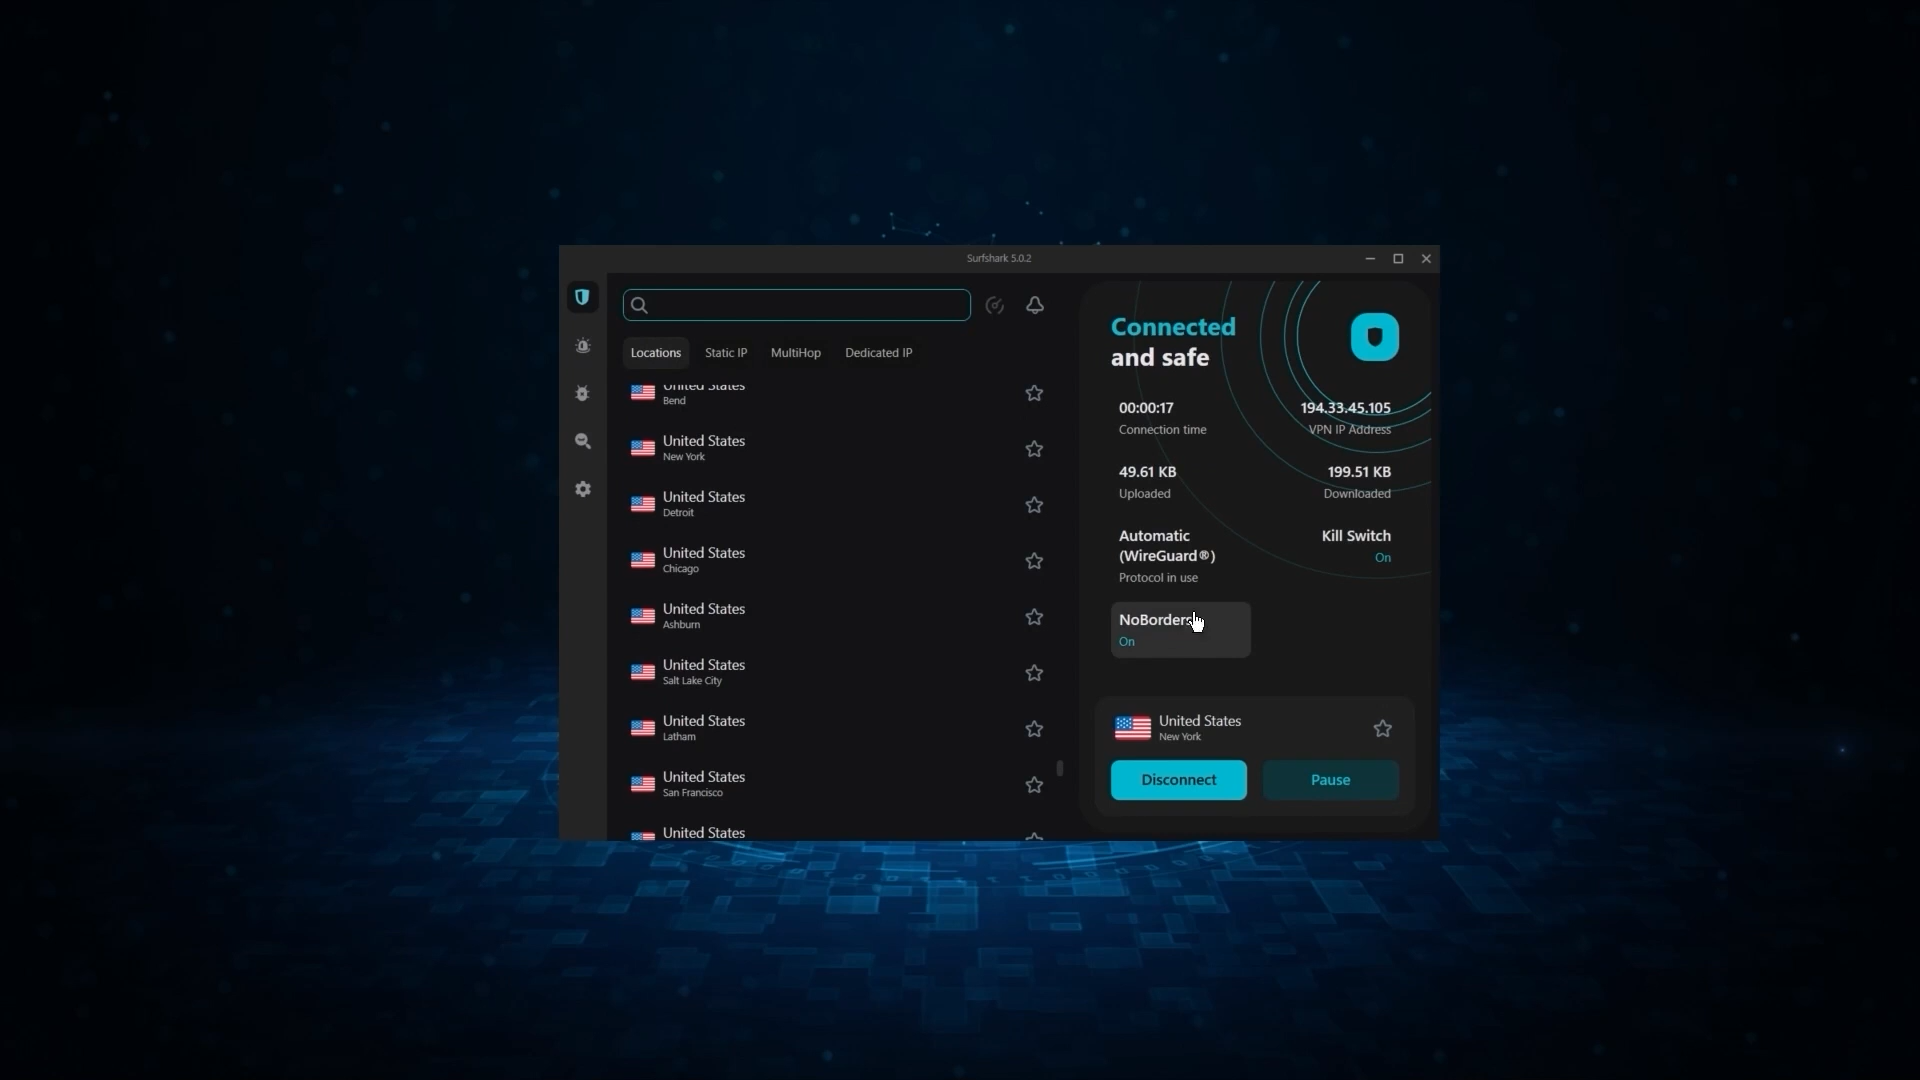 Surfshark 5.0.2
Locations
Static IP
MultiHop
Dedicated IP
United States
Bend
United States
New York
United States
Detroit
United States
Chicago
United States
Ashburn
United States
Salt Lake City
United States
Latham
United States
San Francisco
United States
Connected
and safe
00:00:17
Connection time
194.33.45.105
VPN IP Address
49.61 KB
Uploaded
199.51 KB
Downloaded
Automatic
(WireGuard®)
Protocol in use
Kill Switch
On
NoBorders
On
United States
New York
Disconnect
Pause